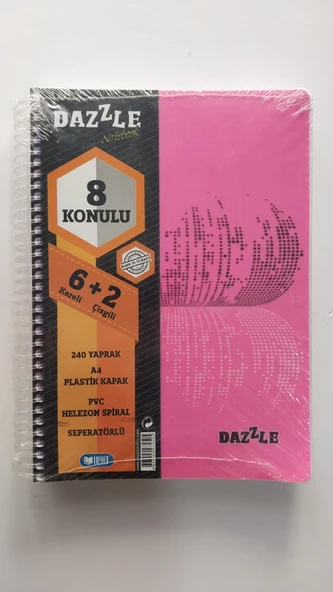 DAZZLE
Notebook
8
KONULU
6+2
Kareli Çizgili
240 YAPRAK
A4
PLASTİK KAPAK
PVC
HELEZON SPİRAL
SEPERATÖRLÜ
DAZZLE